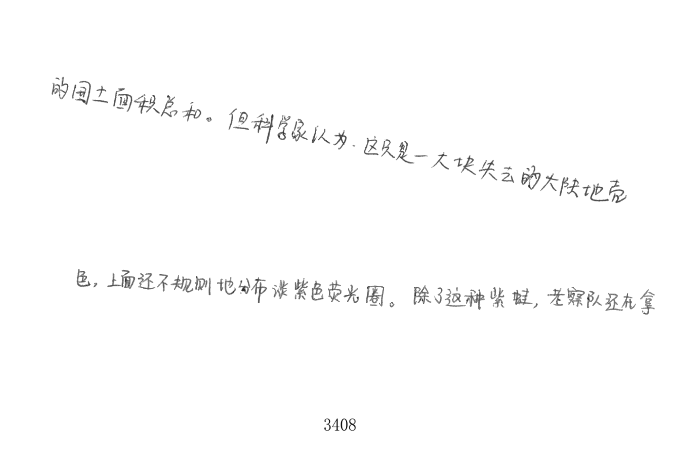 的国土面积总和。但科学家认为，这只是一大块失去的大陆地壳
色，上面还不规则地分布淡紫色荧光圈。除了这种紫蛙，考察队还在拿
3408